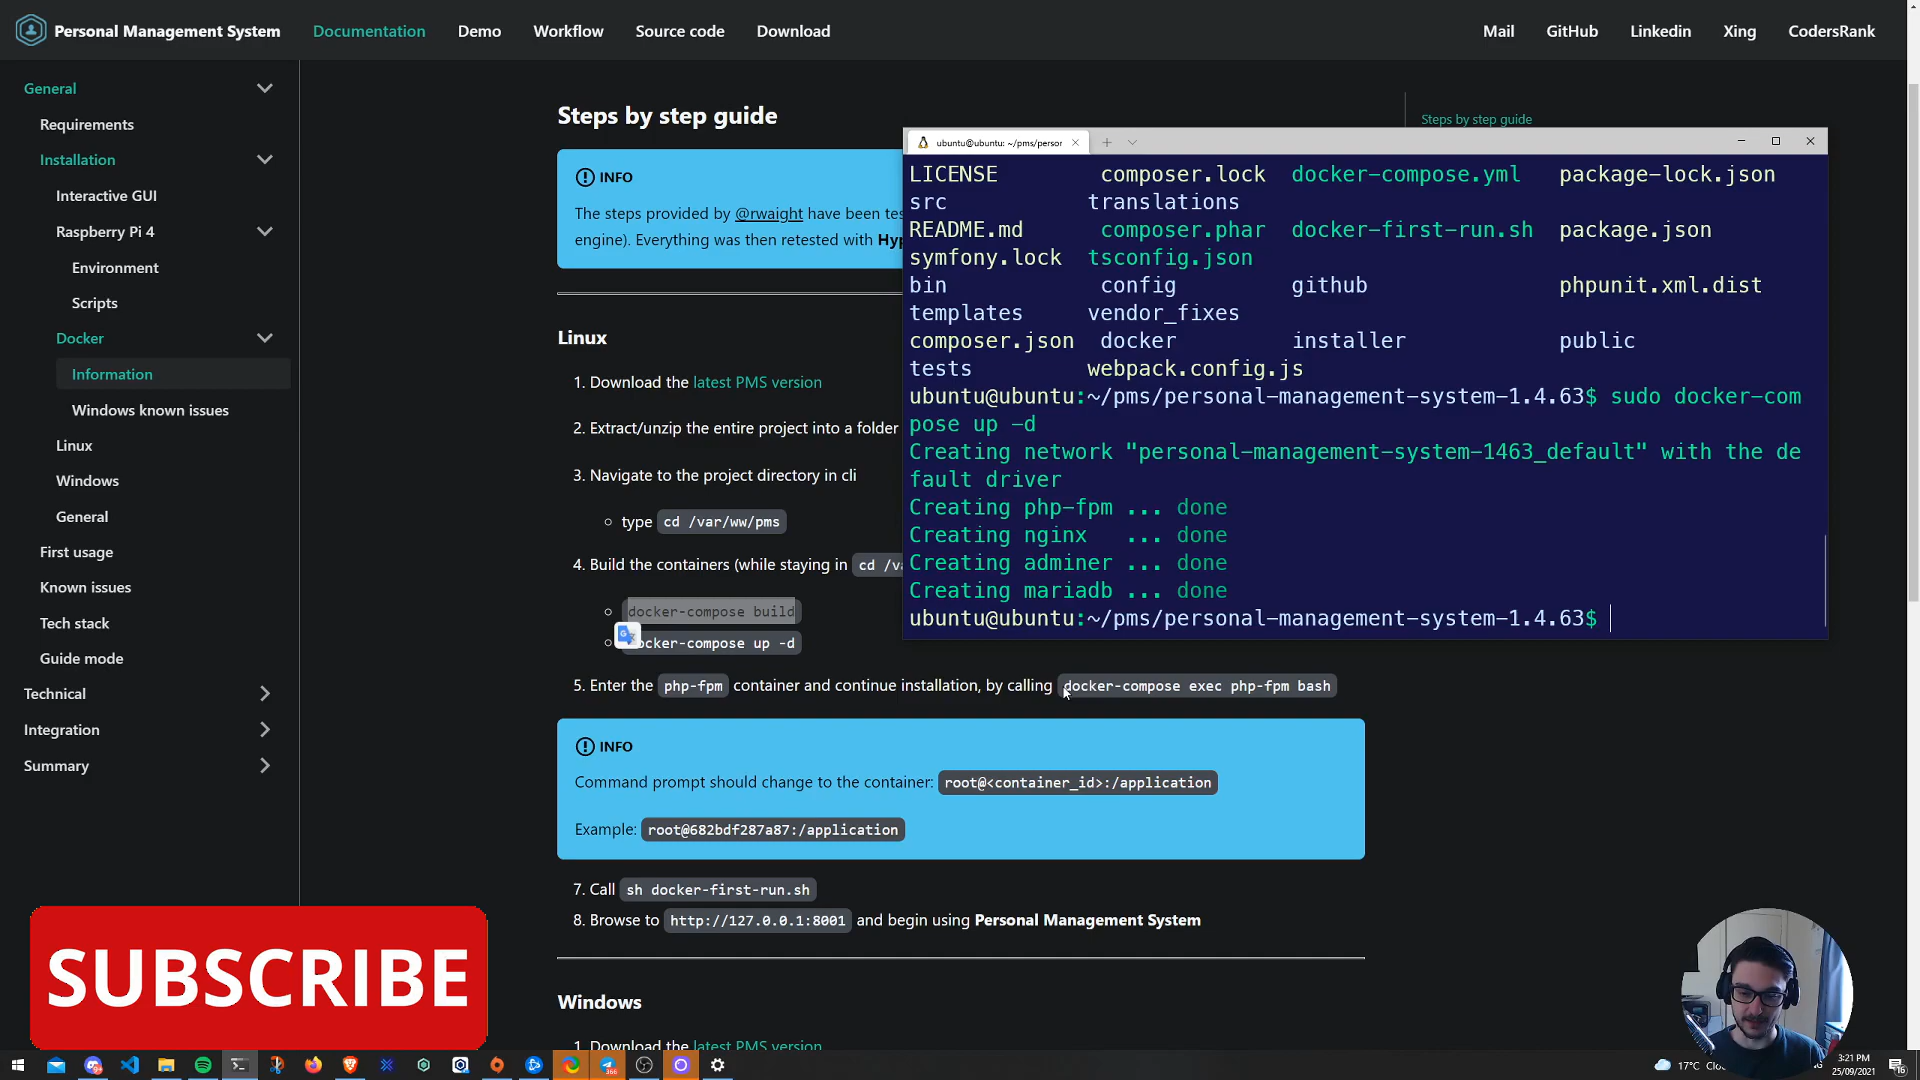 Personal Management System
Documentation
Demo
Workflow
Source code
Download
Mail
GitHub
Linkedin
Xing
CodersRank
General
Requirements
Installation
Interactive GUI
Raspberry Pi 4
Environment
Scripts
Docker
Information
Windows known issues
Linux
Windows
General
First usage
Known issues
Tech stack
Guide mode
Technical
Integration
Summary
Steps by step guide
INFO
The steps provided by @rwaight have been te
engine). Everything was then retested with Hyp
Linux
1. Download the latest PMS version
2. Extract/unzip the entire project into a folder
3. Navigate to the project directory in cli
type cd /var/ww/pms
4. Build the containers (while staying in cd /va
docker-compose build
ocker-compose up -d
5. Enter the php-fpm container and continue installation, by calling docker-compose exec php-fpm bash
INFO
Command prompt should change to the container: root@<container_id>:/application
Example: root@682bdf287a87:/application
7. Call sh docker-first-run.sh
8. Browse to http://127.0.0.1:8001 and begin using Personal Management System
Windows
1. Download the latest PMS version
Steps by step guide
ubuntu@ubuntu: ~/pms/persor
LICENSE composer.lock docker-compose.yml package-lock.json
src translations
README.md composer.phar docker-first-run.sh package.json
symfony.lock tsconfig.json
bin config github phpunit.xml.dist
templates vendor_fixes
composer.json docker installer public
tests webpack.config.js
ubuntu@ubuntu:~/pms/personal-management-system-1.4.63$ sudo docker-com
pose up -d
Creating network "personal-management-system-1463_default" with the de
fault driver
Creating php-fpm ... done
Creating nginx ... done
Creating adminer ... done
Creating mariadb ... done
ubuntu@ubuntu:~/pms/personal-management-system-1.4.63$
SUBSCRIBE
17°C
3:21 PM
25/09/2021